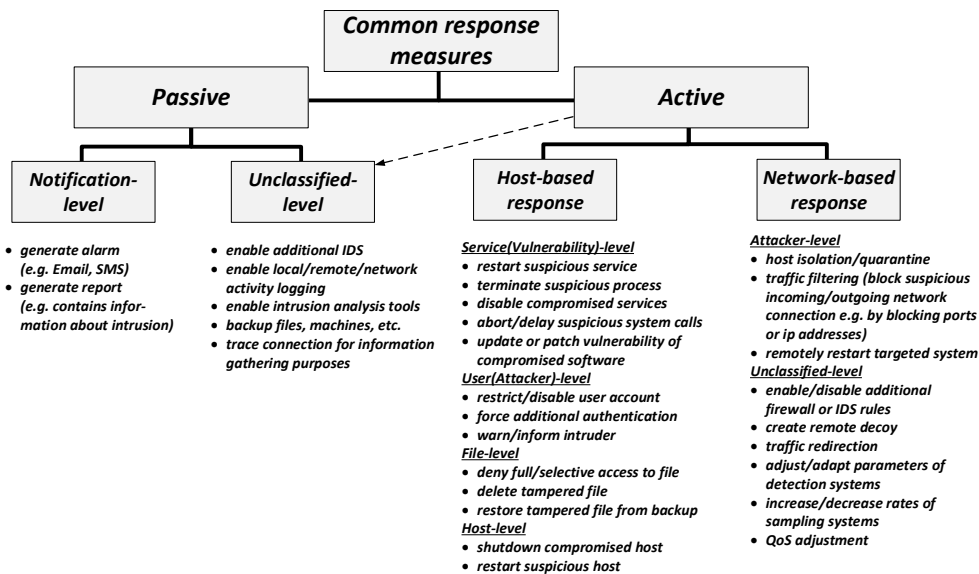 Common response
measures
Passive
Active
Notification-
level
Unclassified-
level
Host-based
response
Network-based
response
• generate alarm
(e.g. Email, SMS)
• generate report
(e.g. contains infor-
mation about intrusion)
• enable additional IDS
• enable local/remote/network
activity logging
• enable intrusion analysis tools
• backup files, machines, etc.
• trace connection for information
gathering purposes
Service(Vulnerability)-level
• restart suspicious service
• terminate suspicious process
• disable compromised services
• abort/delay suspicious system calls
• update or patch vulnerability of
compromised software
User(Attacker)-level
• restrict/disable user account
• force additional authentication
• warn/inform intruder
File-level
• deny full/selective access to file
• delete tampered file
• restore tampered file from backup
Host-level
• shutdown compromised host
• restart suspicious host
Attacker-level
• host isolation/quarantine
• traffic filtering (block suspicious
incoming/outgoing network
connection e.g. by blocking ports
or ip addresses)
• remotely restart targeted system
Unclassified-level
• enable/disable additional
firewall or IDS rules
• create remote decoy
• traffic redirection
• adjust/adapt parameters of
detection systems
• increase/decrease rates of
sampling systems
• QoS adjustment